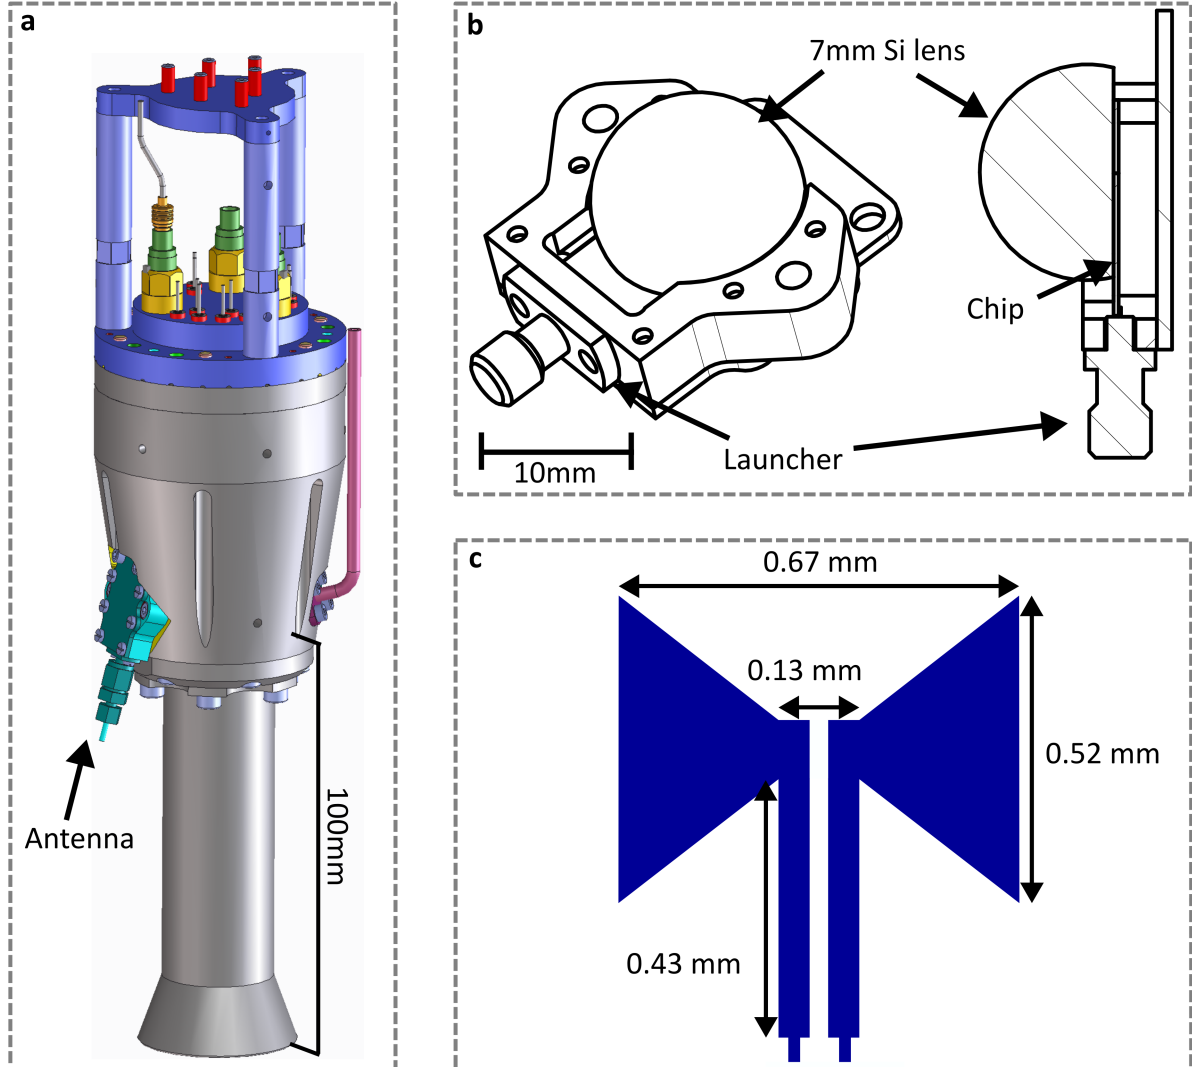 a
Antenna
100mm
b
7mm Si lens
Chip
Launcher
10mm
c
0.67 mm
0.13 mm
0.52 mm
0.43 mm